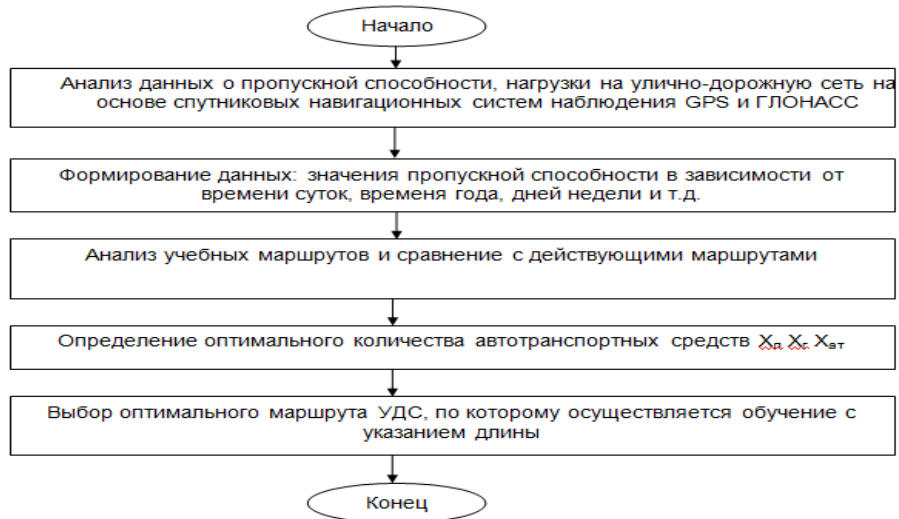 Начало
Анализ данных о пропускной способности, нагрузки на улично-дорожную сеть на
основе спутниковых навигационных систем наблюдения GPS и ГЛОНАСС
Формирование данных: значения пропускной способности в зависимости от
времени суток, временя года, дней недели и т.д.
Анализ учебных маршрутов и сравнение с действующими маршрутами
Определение оптимального количества автотранспортных средств Хл Хг Хат
Выбор оптимального маршрута УДС, по которому осуществляется обучение с
указанием длины
Конец